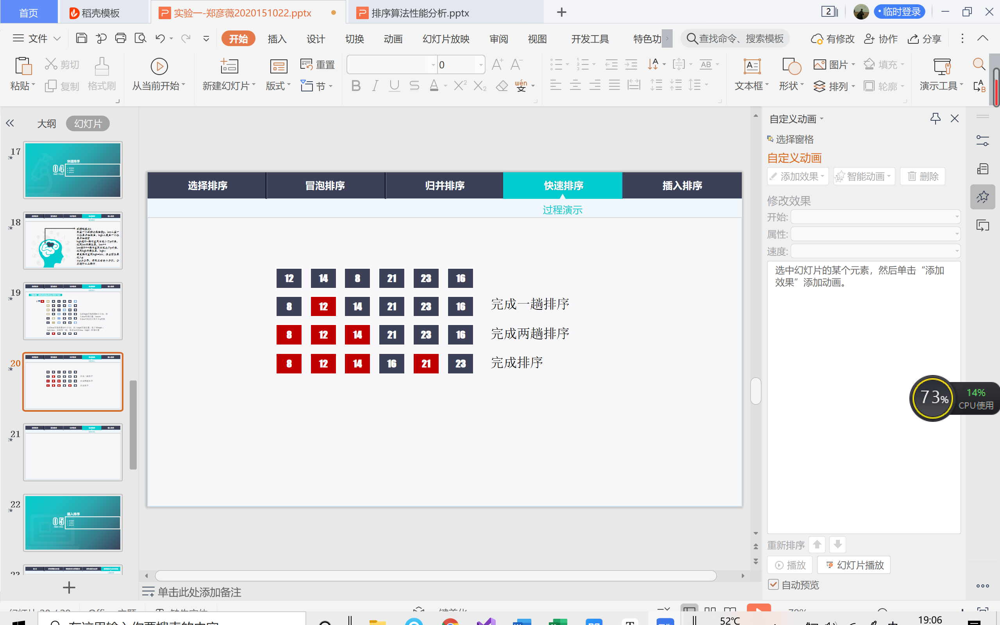 首页
稻壳模板
实验一-郑彦薇2020151022.pptx
排序算法性能分析.pptx
2
临时登录
文件
开始
插入
设计
切换
动画
幻灯片放映
审阅
视图
开发工具
特色功
查找命令、搜索模板
有修改
协作
分享
粘贴
剪切
复制
格式刷
从当前开始
新建幻灯片
版式
重置
节
0
文本框
形状
图片
排列
填充
轮廓
演示工具
大纲
幻灯片
17
04
PART FOUR
快速排序
18
19
20
21
22
05
PART FIVE
插入排序
选择排序
冒泡排序
归并排序
快速排序
插入排序
过程演示
12 14 8 21 23 16
8 12 14 21 23 16 完成一趟排序
8 12 14 21 23 16 完成两趟排序
8 12 14 16 21 23 完成排序
单击此处添加备注
自定义动画
选择窗格
自定义动画
添加效果
智能动画
删除
修改效果
开始:
属性:
速度:
选中幻灯片的某个元素，然后单击“添加
效果”添加动画。
73%
14%
CPU使用
重新排序
播放
幻灯片播放
自动预览
52℃
19:06